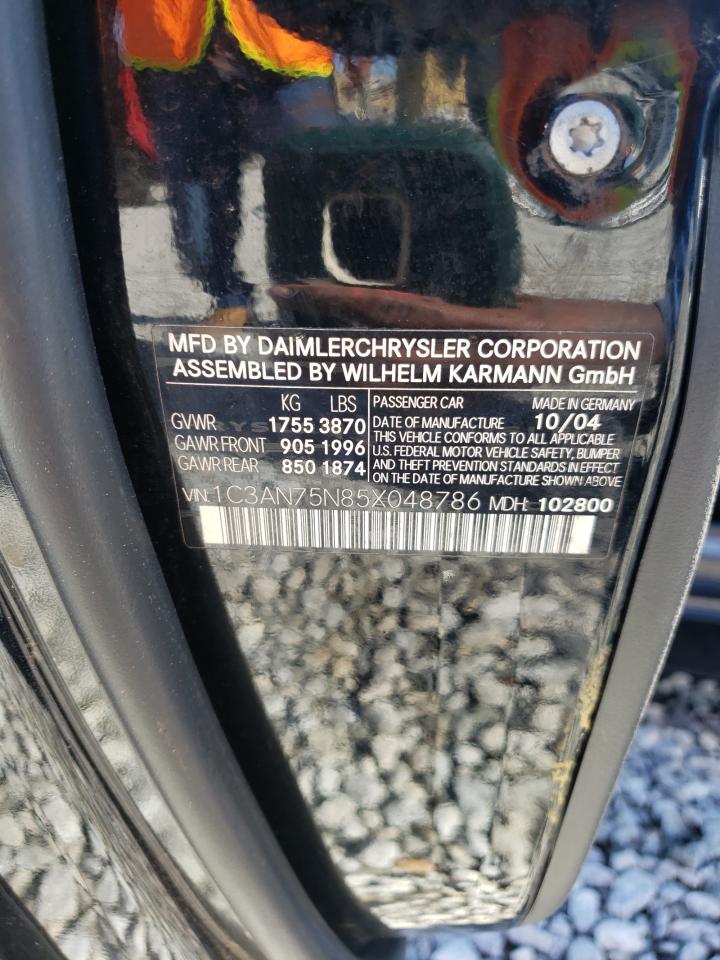 MFD BY DAIMLERCHRYSLER CORPORATION
ASSEMBLED BY WILHELM KARMANN GmbH
KG LBS
GVWR 1755 3870
GAWR FRONT 905 1996
GAWR REAR 850 1874
PASSENGER CAR MADE IN GERMANY
DATE OF MANUFACTURE 10/04
THIS VEHICLE CONFORMS TO ALL APPLICABLE
U.S. FEDERAL MOTOR VEHICLE SAFETY, BUMPER
AND THEFT PREVENTION STANDARDS IN EFFECT
ON THE DATE OF MANUFACTURE SHOWN ABOVE
VIN: 1C3AN75N85X048786 MDH: 102800